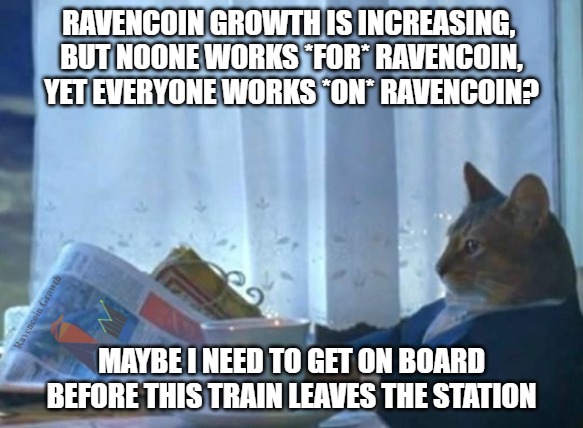 RAVENCOIN GROWTH IS INCREASING,
BUT NOONE WORKS *FOR* RAVENCOIN,
YET EVERYONE WORKS *ON* RAVENCOIN?
Ravencoin Growth
MAYBE I NEED TO GET ON BOARD
BEFORE THIS TRAIN LEAVES THE STATION